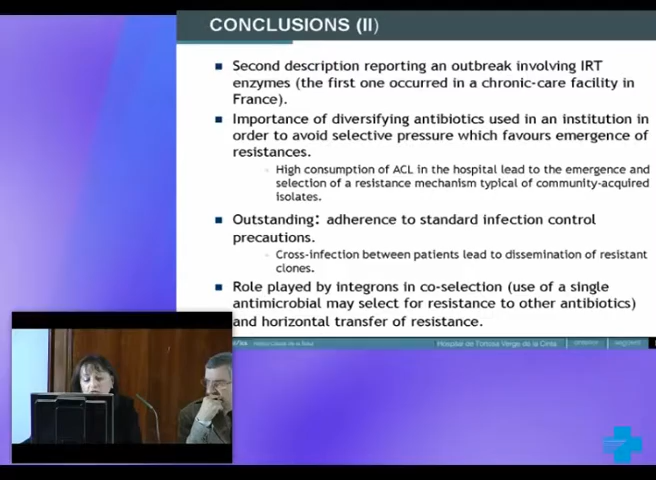 CONCLUSIONS (II)
Second description reporting an outbreak involving IRT
enzymes (the first one occurred in a chronic-care facility in
France).
Importance of diversifying antibiotics used in an institution in
order to avoid selective pressure which favours emergence of
resistances.
High consumption of ACL in the hospital lead to the emergence and
selection of a resistance mechanism typical of community-acquired
isolates.
Outstanding: adherence to standard infection control
precautions.
Cross-infection between patients lead to dissemination of resistant
clones.
Role played by integrons in co-selection (use of a single
antimicrobial may select for resistance to other antibiotics)
and horizontal transfer of resistance.
Hospital de Tortosa Verge de la Cinta